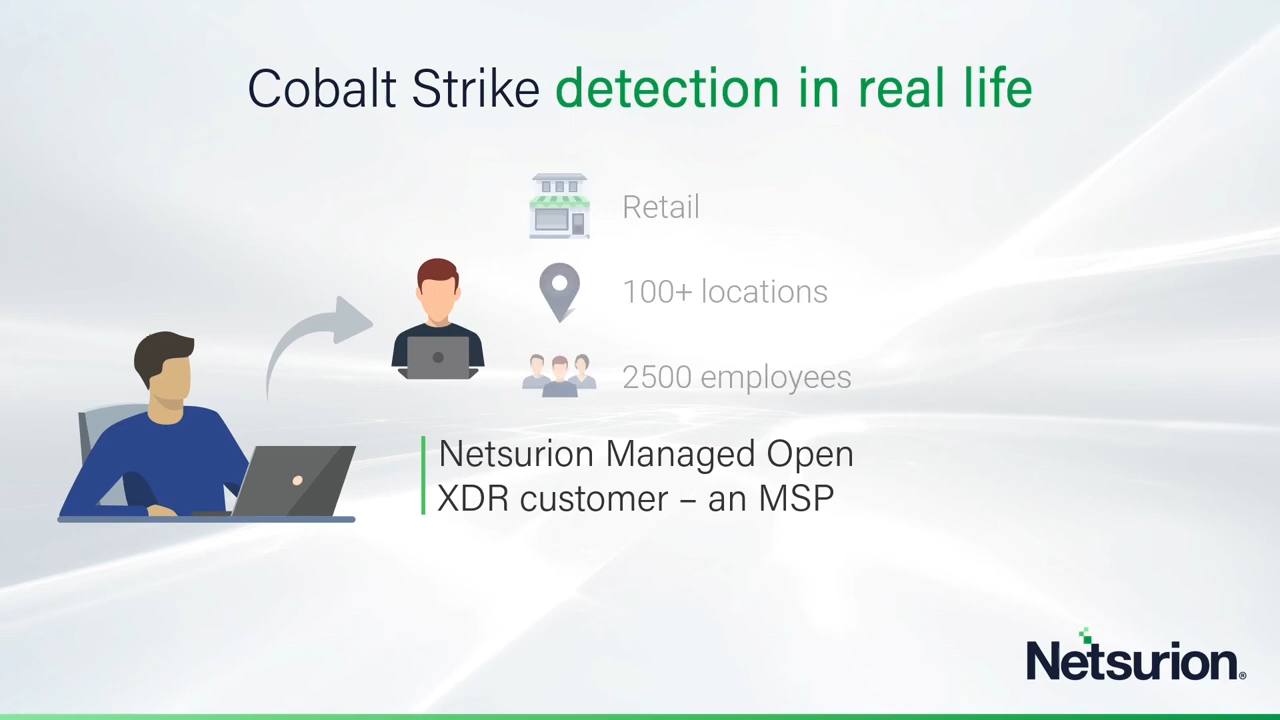 Cobalt Strike detection in real life
Retail
100+ locations
2500 employees
Netsurion Managed Open
XDR customer – an MSP
Netsurion®